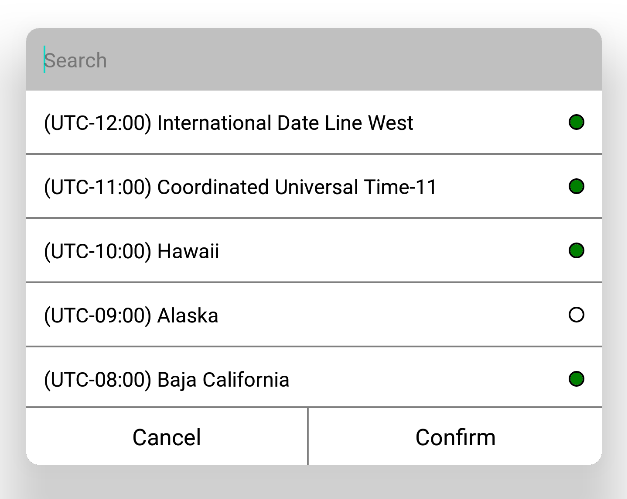 Search
(UTC-12:00) International Date Line West
(UTC-11:00) Coordinated Universal Time-11
(UTC-10:00) Hawaii
(UTC-09:00) Alaska
(UTC-08:00) Baja California
Cancel Confirm